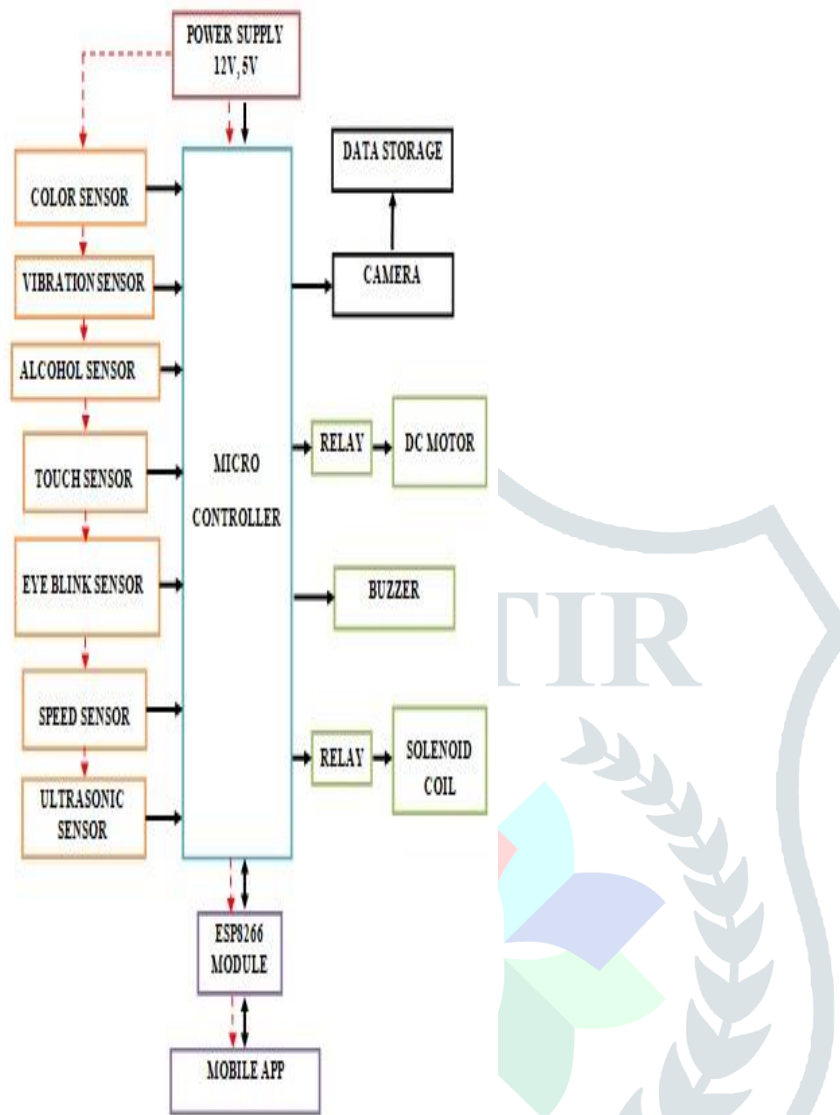 POWER SUPPLY
12V, 5V
COLOR SENSOR
VIBRATION SENSOR
ALCOHOL SENSOR
TOUCH SENSOR
EYE BLINK SENSOR
SPEED SENSOR
ULTRASONIC
SENSOR
MICRO
CONTROLLER
DATA STORAGE
CAMERA
RELAY
DC MOTOR
BUZZER
RELAY
SOLENOID
COIL
ESP8266
MODULE
MOBILE APP
TIR